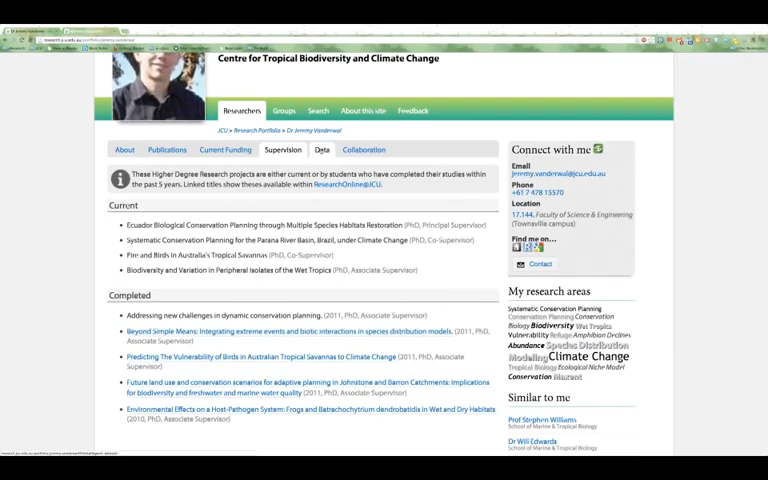 Centre for Tropical Biodiversity and Climate Change
Researchers Groups Search About this site Feedback
JCU > Research Portfolio > Dr Jeremy Vanderwal
About Publications Current Funding Supervision Data Collaboration
These Higher Degree Research projects are either current or by students who have completed their studies within
the past 5 years. Linked titles show theses available within ResearchOnline@JCU.
Current
Ecuador Biological Conservation Planning through Multiple Species Habitats Restoration (PhD, Principal Supervisor)
Systematic Conservation Planning for the Parana River Basin, Brazil, under Climate Change (PhD, Co-Supervisor)
Fire and Birds in Australia's Tropical Savannas (PhD, Co-Supervisor)
Biodiversity and Variation in Peripheral Isolates of the Wet Tropics (PhD, Associate Supervisor)
Completed
Addressing new challenges in dynamic conservation planning. (2011, PhD, Associate Supervisor)
Beyond Simple Means: Integrating extreme events and biotic interactions in species distribution models. (2011, PhD,
Associate Supervisor)
Predicting The Vulnerability of Birds in Australian Tropical Savannas to Climate Change (2011, PhD, Associate
Supervisor)
Future land use and conservation scenarios for adaptive planning in Johnstone and Barron Catchments: Implications
for biodiversity and freshwater and marine water quality (2011, PhD, Associate Supervisor)
Environmental Effects on a Host-Pathogen System: Frogs and Batrachochytrium dendrobatidis in Wet and Dry Habitats
(2010, PhD, Associate Supervisor)
Connect with me
Email
jeremy.vanderwal@jcu.edu.au
Phone
+61 7 478 15570
Location
17.144, Faculty of Science & Engineering
(Townsville campus)
Find me on...
Contact
My research areas
Systematic Conservation Planning
Conservation Planning Conservation
Biology Biodiversity Wet Tropics
Vulnerability Refuge Amphibian Declines
Abundance Species Distribution
Modeling Climate Change
Tropical Biology Ecological Niche Model
Conservation Maxent
Similar to me
Prof Stephen Williams
School of Marine & Tropical Biology
Dr Will Edwards
School of Marine & Tropical Biology